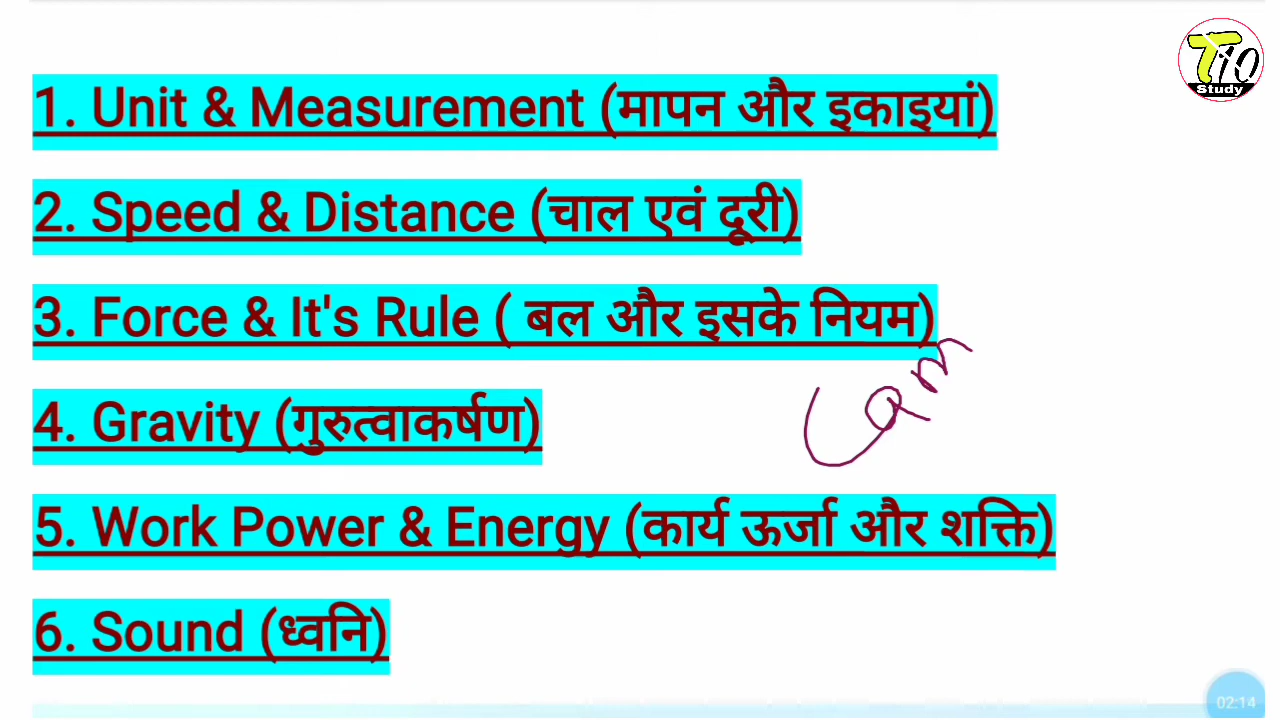 T10
Study
1. Unit & Measurement (मापन और इकाइयां)
2. Speed & Distance (चाल एवं दूरी)
3. Force & It's Rule ( बल और इसके नियम)
4. Gravity (गुरुत्वाकर्षण)
5. Work Power & Energy (कार्य ऊर्जा और शक्ति)
6. Sound (ध्वनि)
02:14